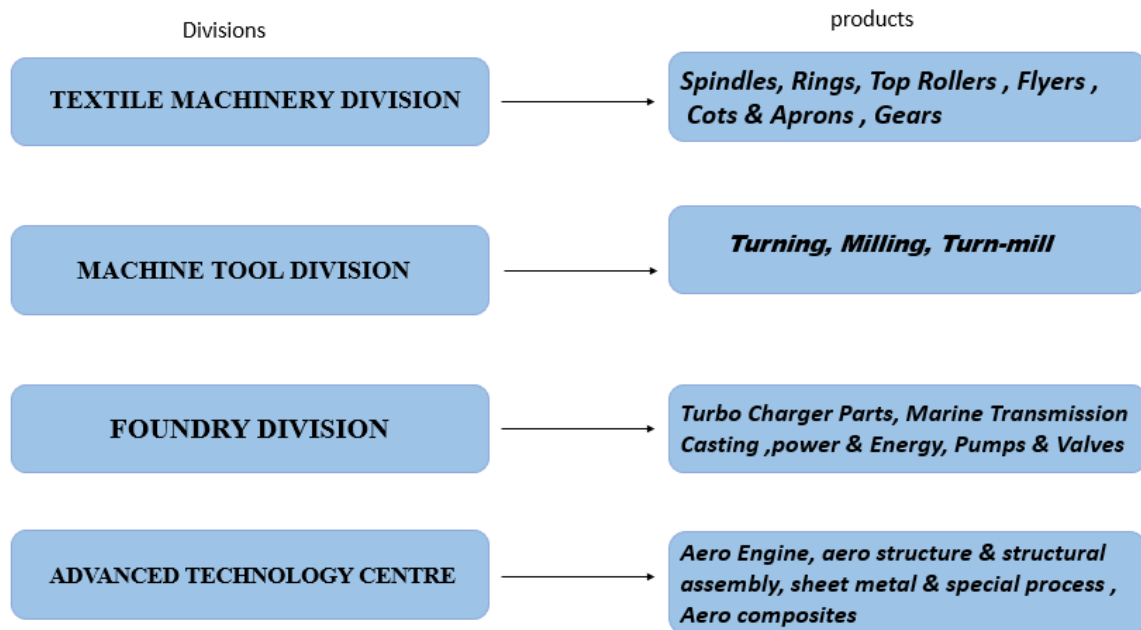 Divisions
products
TEXTILE MACHINERY DIVISION
Spindles, Rings, Top Rollers , Flyers ,
Cots & Aprons , Gears
MACHINE TOOL DIVISION
Turning, Milling, Turn-mill
FOUNDRY DIVISION
Turbo Charger Parts, Marine Transmission
Casting ,power & Energy, Pumps & Valves
ADVANCED TECHNOLOGY CENTRE
Aero Engine, aero structure & structural
assembly, sheet metal & special process ,
Aero composites